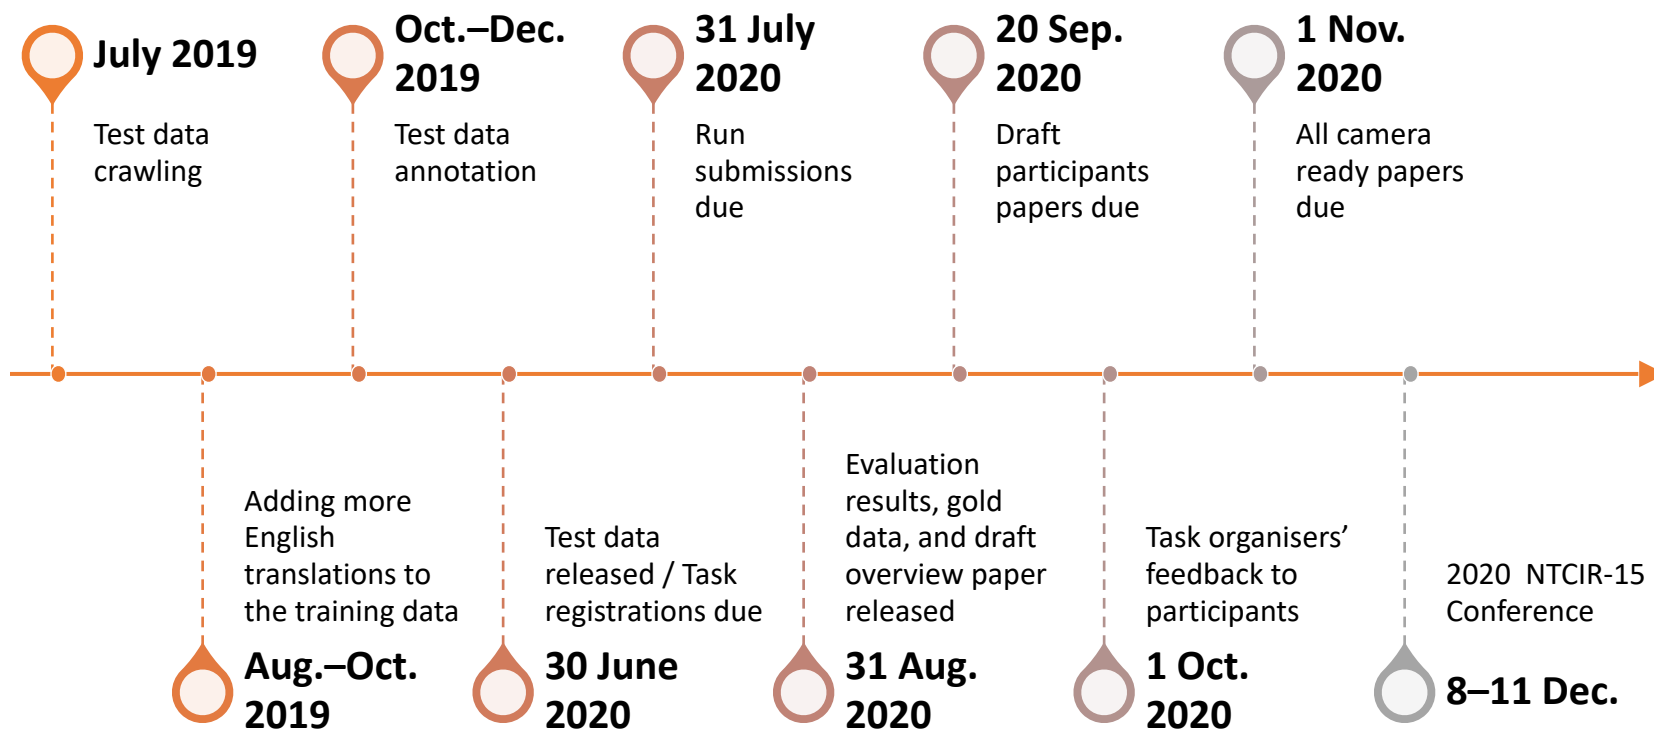 July 2019
Test data
crawling
Oct.–Dec.
2019
Test data
annotation
31 July
2020
Run
submissions
due
20 Sep.
2020
Draft
participants
papers due
1 Nov.
2020
All camera
ready papers
due
Adding more
English
translations to
the training data
Aug.–Oct.
2019
Test data
released / Task
registrations due
30 June
2020
Evaluation
results, gold
data, and draft
overview paper
released
31 Aug.
2020
Task organisers’
feedback to
participants
1 Oct.
2020
2020  NTCIR-15
Conference
8–11 Dec.